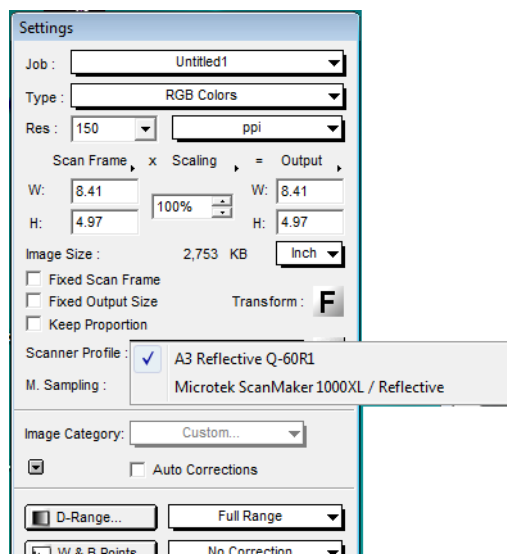 Settings
Job : Untitled1
Type : RGB Colors
Res : 150 ppi
Scan Frame x Scaling = Output
W: 8.41 100% W: 8.41
H: 4.97 H: 4.97
Image Size : 2,753 KB Inch
Fixed Scan Frame
Fixed Output Size Transform : F
Keep Proportion
Scanner Profile : A3 Reflective Q-60R1
M. Sampling : Microtek ScanMaker 1000XL / Reflective
Image Category: Custom...
Auto Corrections
D-Range... Full Range
W & B Points No Correction